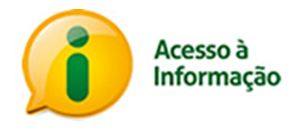 i
Acesso à
Informação